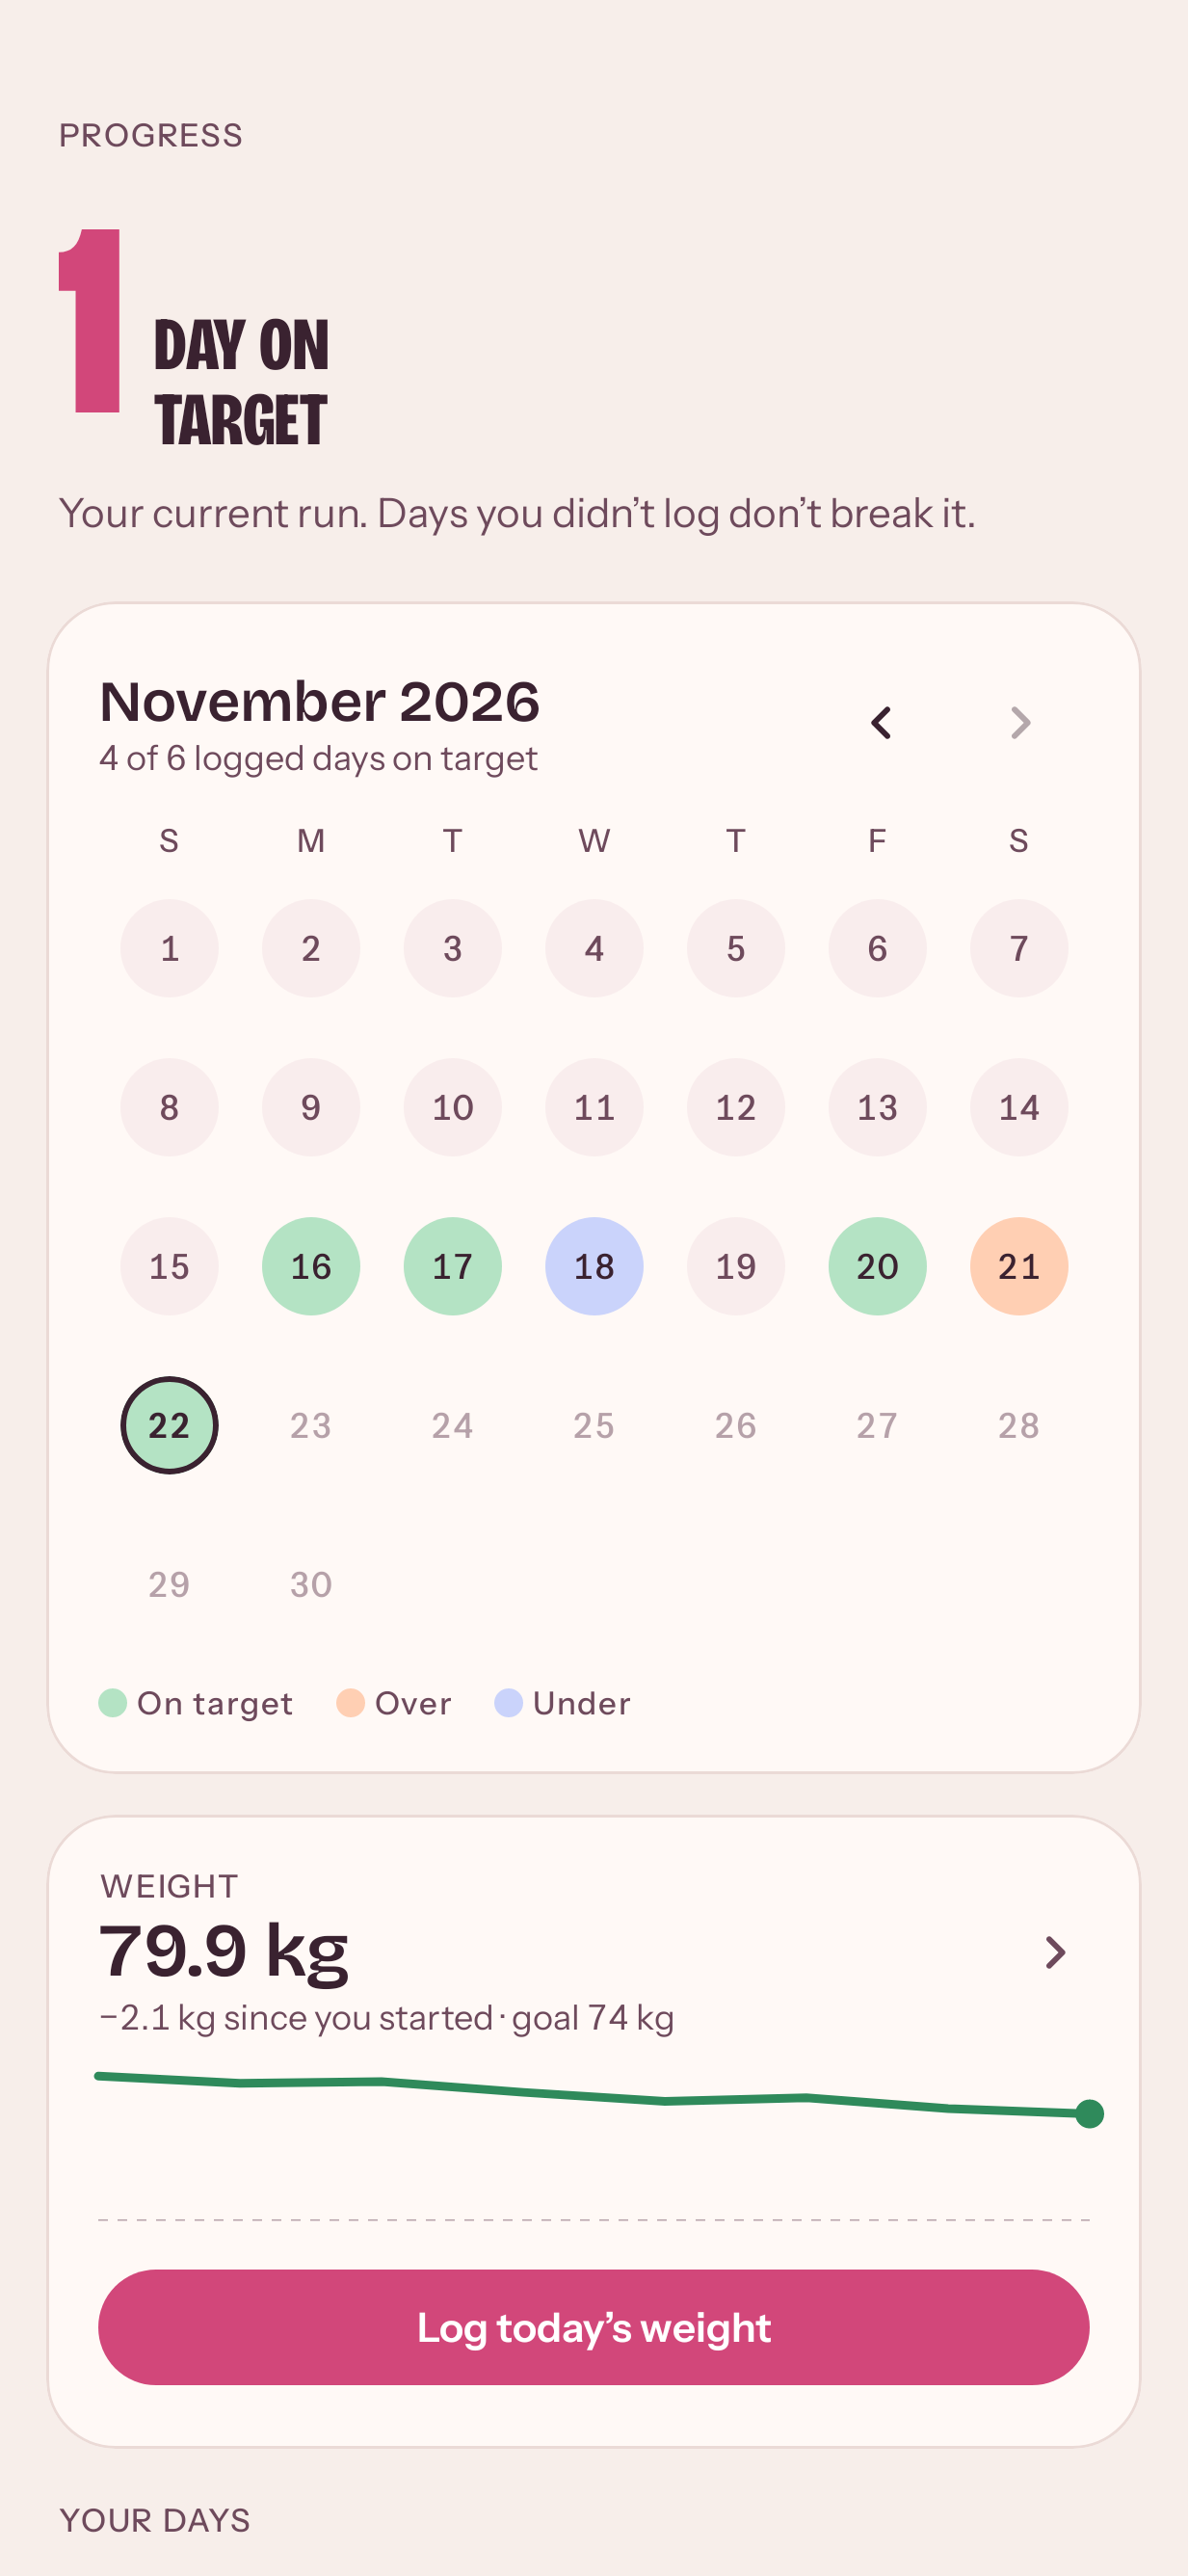 PROGRESS
1
DAY ON
TARGET
Your current run. Days you didn’t log don’t break it.
November 2026
4 of 6 logged days on target
S M T W T F S
1 2 3 4 5 6 7
8 9 10 11 12 13 14
15 16 17 18 19 20 21
22 23 24 25 26 27 28
29 30
On target Over Under
WEIGHT
79.9 kg
−2.1 kg since you started · goal 74 kg
Log today’s weight
YOUR DAYS